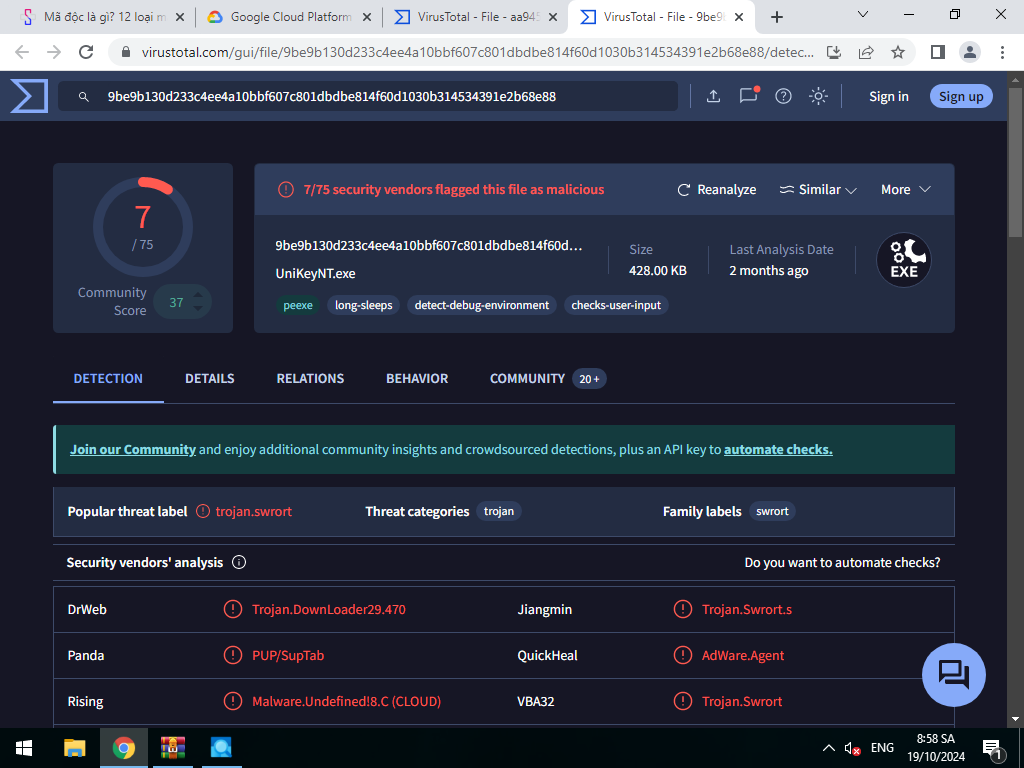 Mã độc là gì? 12 loại m
Google Cloud Platform
VirusTotal - File - aa945
VirusTotal - File - 9be9b
virustotal.com/gui/file/9be9b130d233c4ee4a10bbf607c801dbdbe814f60d1030b314534391e2b68e88/detec...
9be9b130d233c4ee4a10bbf607c801dbdbe814f60d1030b314534391e2b68e88
Sign in
Sign up
7
/ 75
Community
Score
37
7/75 security vendors flagged this file as malicious
Reanalyze
Similar
More
9be9b130d233c4ee4a10bbf607c801dbdbe814f60d...
UniKeyNT.exe
Size
428.00 KB
Last Analysis Date
2 months ago
EXE
peexe
long-sleeps
detect-debug-environment
checks-user-input
DETECTION
DETAILS
RELATIONS
BEHAVIOR
COMMUNITY
20+
Join our Community and enjoy additional community insights and crowdsourced detections, plus an API key to automate checks.
Popular threat label
trojan.swrort
Threat categories
trojan
Family labels
swrort
Security vendors' analysis
Do you want to automate checks?
DrWeb
Trojan.DownLoader29.470
Jiangmin
Trojan.Swrort.s
Panda
PUP/SupTab
QuickHeal
AdWare.Agent
Rising
Malware.Undefined!8.C (CLOUD)
VBA32
Trojan.Swrort
ENG
8:58 SA
19/10/2024
1